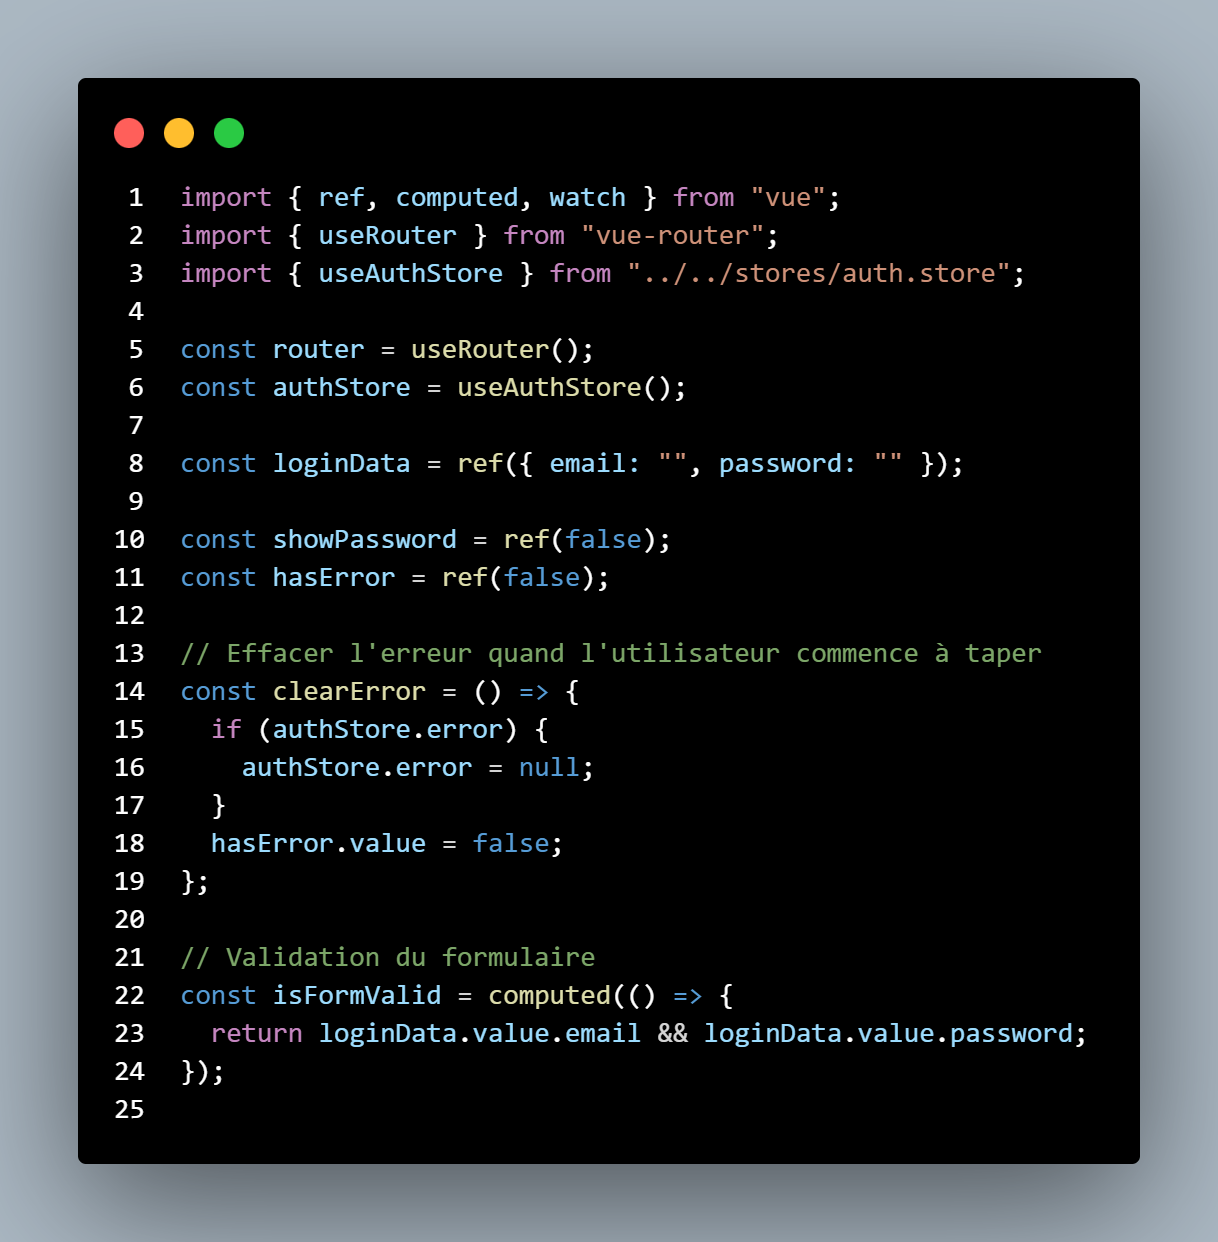 1 import { ref, computed, watch } from "vue";
2 import { useRouter } from "vue-router";
3 import { useAuthStore } from "../../stores/auth.store";
4
5 const router = useRouter();
6 const authStore = useAuthStore();
7
8 const loginData = ref({ email: "", password: "" });
9
10 const showPassword = ref(false);
11 const hasError = ref(false);
12
13 // Effacer l'erreur quand l'utilisateur commence à taper
14 const clearError = () => {
15   if (authStore.error) {
16     authStore.error = null;
17   }
18   hasError.value = false;
19 };
20
21 // Validation du formulaire
22 const isFormValid = computed(() => {
23   return loginData.value.email && loginData.value.password;
24 });
25